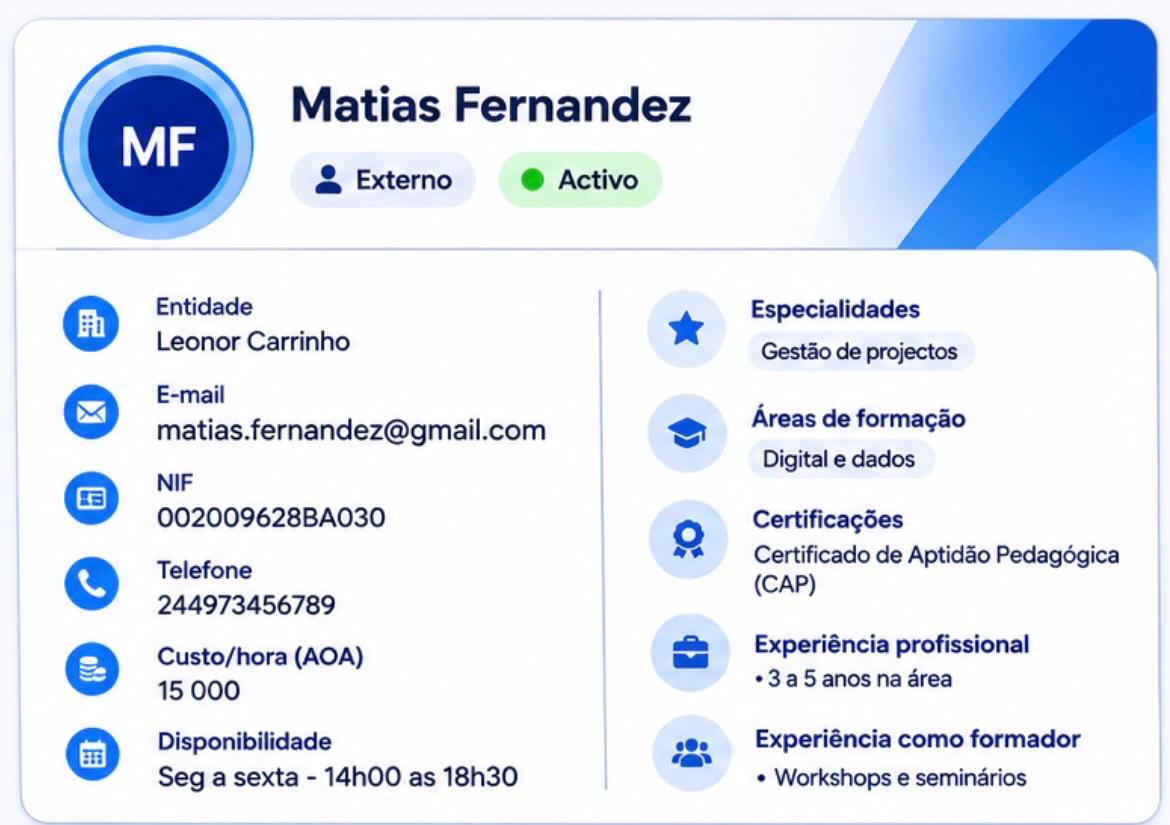 MF
Matias Fernandez
Externo
Activo
Entidade
Leonor Carrinho
E-mail
matias.fernandez@gmail.com
NIF
002009628BA030
Telefone
244973456789
Custo/hora (AOA)
15 000
Disponibilidade
Seg a sexta - 14h00 as 18h30
Especialidades
Gestão de projectos
Áreas de formação
Digital e dados
Certificações
Certificado de Aptidão Pedagógica
(CAP)
Experiência profissional
• 3 a 5 anos na área
Experiência como formador
• Workshops e seminários